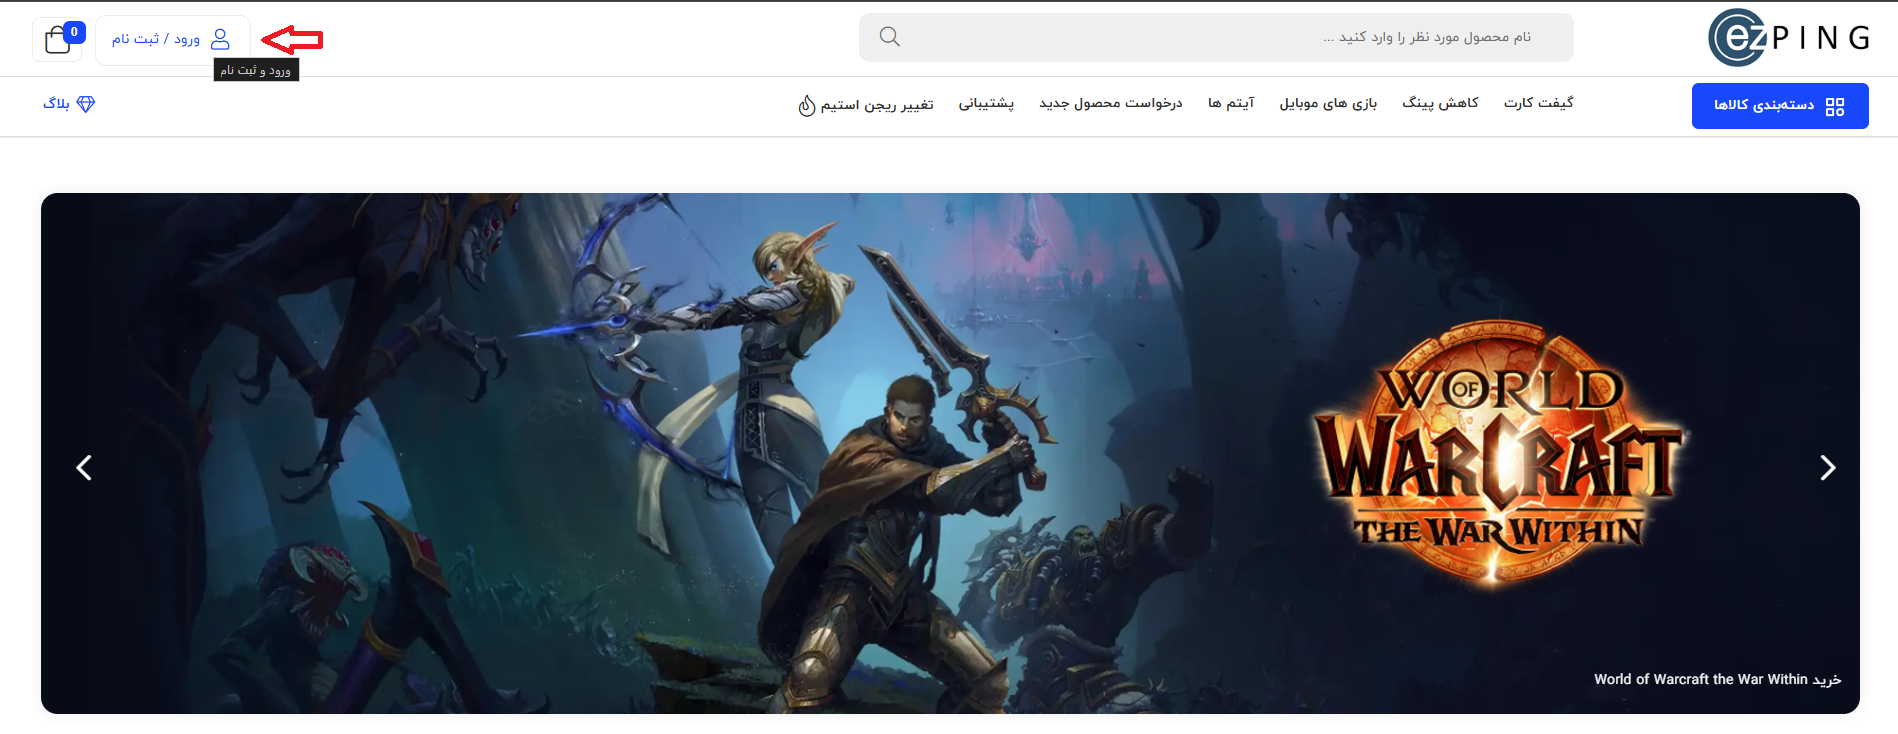 ezPING
نام محصول مورد نظر را وارد کنید ...
ورود / ثبت نام
0
ورود و ثبت نام
دسته‌بندی کالاها
گیفت کارت
کاهش پینگ
بازی های موبایل
آیتم ها
درخواست محصول جدید
پشتیبانی
تغییر ریجن استیم
بلاگ
WORLD OF
WARCRAFT
THE WAR WITHIN
خرید World of Warcraft the War Within